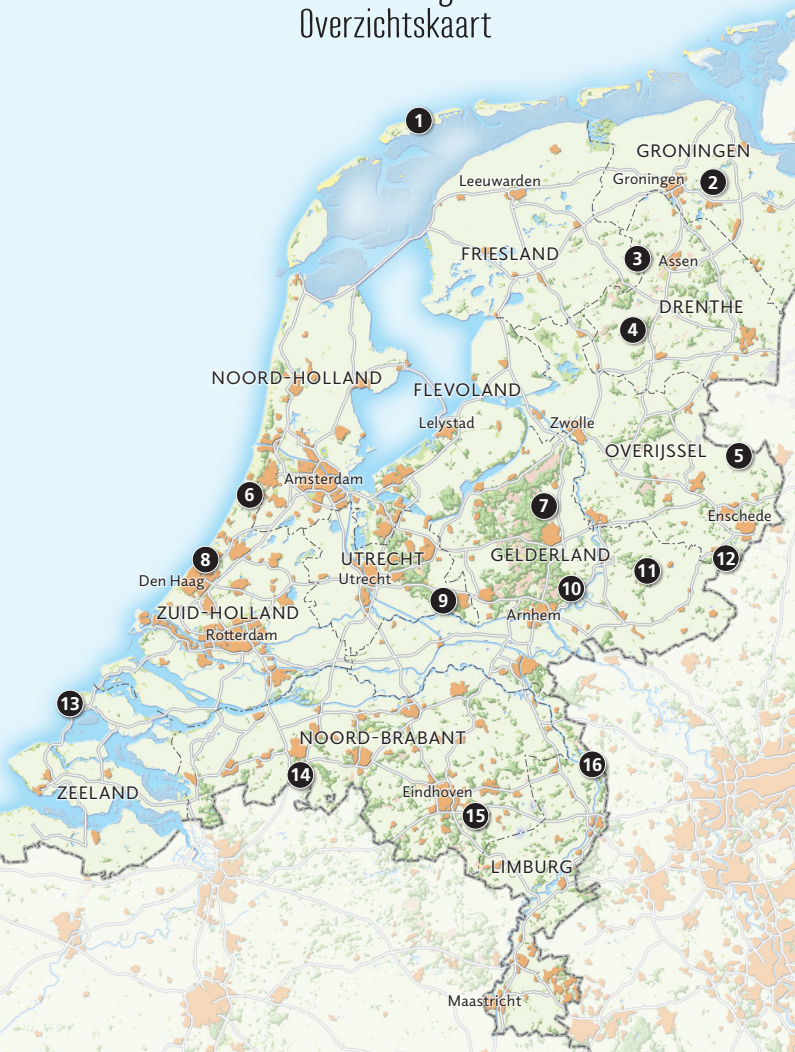 Overzichtskaart
1
GRONINGEN
Leeuwarden
Groningen
2
FRIESLAND
3
Assen
DRENTHE
4
NOORD-HOLLAND
FLEVOLAND
Lelystad
Zwolle
OVERIJSSEL
5
Amsterdam
6
7
Enschede
8
UTRECHT
GELDERLAND
12
Den Haag
Utrecht
11
10
9
ZUID-HOLLAND
Arnhem
Rotterdam
13
NOORD-BRABANT
16
14
ZEELAND
Eindhoven
15
LIMBURG
Maastricht